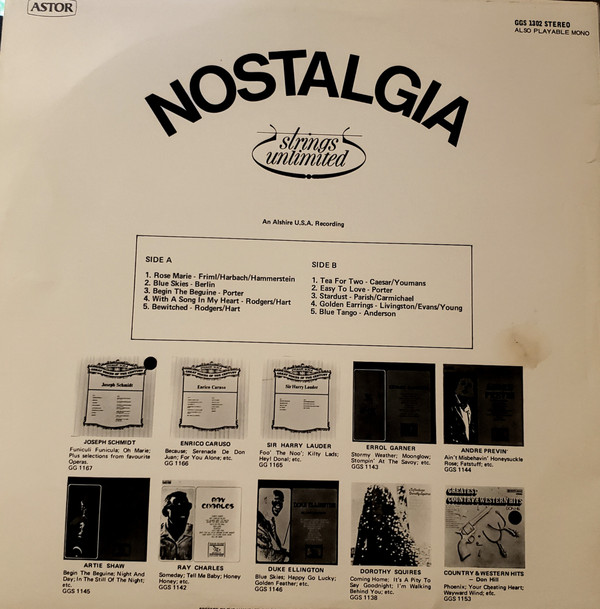 ASTOR
GGS 1302 STEREO
ALSO PLAYABLE MONO
NOSTALGIA
strings
unlimited
An Alshire U.S.A. Recording
SIDE A
1. Rose Marie - Friml/Harbach/Hammerstein
2. Blue Skies - Berlin
3. Begin The Beguine - Porter
4. With A Song In My Heart - Rodgers/Hart
5. Bewitched - Rodgers/Hart
SIDE B
1. Tea For Two - Caesar/Youmans
2. Easy To Love - Porter
3. Stardust - Parish/Carmichael
4. Golden Earrings - Livingston/Evans/Young
5. Blue Tango - Anderson
Joseph Schmidt
JOSEPH SCHMIDT
Funiculi Funicula; Oh Marie;
Plus selections from favourite
Operas.
GG 1167
Enrico Caruso
ENRICO CARUSO
Because; Serenade De Don
Juan; For You Alone; etc.
GG 1166
Sir Harry Lauder
SIR HARRY LAUDER
Foo' The Noo'; Kilty Lads;
Hey! Donal; etc.
GG 1165
ERROL GARNER
Stormy Weather; Moonglow;
Stompin' At The Savoy; etc.
GGS 1143
ANDRE PREVIN'
Ain't Misbehavin' Honeysuckle
Rose; Fatstuff; etc.
GGS 1144
ARTIE SHAW
Begin The Beguine; Night And
Day; In The Still Of The Night;
etc.
GGS 1145
RAY
CHARLES
RAY CHARLES
Someday; Tell Me Baby; Honey
Honey; etc.
GGS 1142
DUKE ELLINGTON
DUKE ELLINGTON
Blue Skies; Happy Go Lucky;
Golden Feather; etc.
GGS 1146
DOROTHY SQUIRES
Coming Home; It's A Pity To
Say Goodnight; I'm Walking
Behind You; etc.
GGS 1138
GREATEST
COUNTRY & WESTERN HITS
COUNTRY & WESTERN HITS
- Don Hill
Phoenix; Your Cheating Heart;
Wayward Wind; etc.
GGS 1153